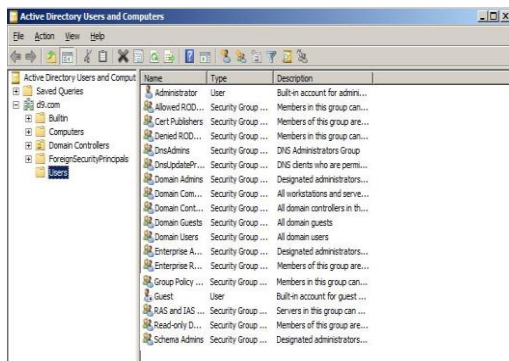 Active Directory Users and Computers
File Action View Help
Active Directory Users and Comput
Saved Queries
d9.com
Builtin
Computers
Domain Controllers
ForeignSecurityPrincipals
Users
Name Type Description
Administrator User Built-in account for admini...
Allowed ROD... Security Group ... Members in this group can...
Cert Publishers Security Group ... Members of this group are...
Denied ROD... Security Group ... Members in this group can...
DnsAdmins Security Group ... DNS Administrators Group
DnsUpdatePr... Security Group ... DNS clients who are permi...
Domain Admins Security Group ... Designated administrators...
Domain Com... Security Group ... All workstations and serve...
Domain Cont... Security Group ... All domain controllers in th...
Domain Guests Security Group ... All domain guests
Domain Users Security Group ... All domain users
Enterprise A... Security Group ... Designated administrators...
Enterprise R... Security Group ... Members of this group are...
Group Policy ... Security Group ... Members in this group can...
Guest User Built-in account for guest ...
RAS and IAS ... Security Group ... Servers in this group can ...
Read-only D... Security Group ... Members of this group are...
Schema Admins Security Group ... Designated administrators...